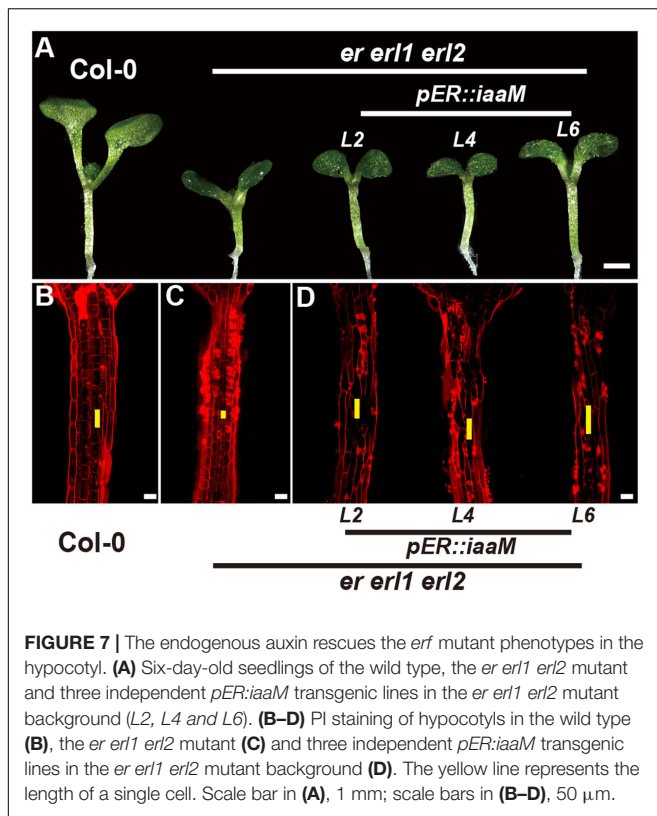 A
Col-0
er erl1 erl2
pER::iaaM
L2
L4
L6
B
C
D
L2
L4
L6
Col-0
pER::iaaM
er erl1 erl2
FIGURE 7 | The endogenous auxin rescues the erf mutant phenotypes in the
hypocotyl. (A) Six-day-old seedlings of the wild type, the er erl1 erl2 mutant
and three independent pER:iaaM transgenic lines in the er erl1 erl2 mutant
background (L2, L4 and L6). (B–D) PI staining of hypocotyls in the wild type
(B), the er erl1 erl2 mutant (C) and three independent pER:iaaM transgenic
lines in the er erl1 erl2 mutant background (D). The yellow line represents the
length of a single cell. Scale bar in (A), 1 mm; scale bars in (B–D), 50 μm.